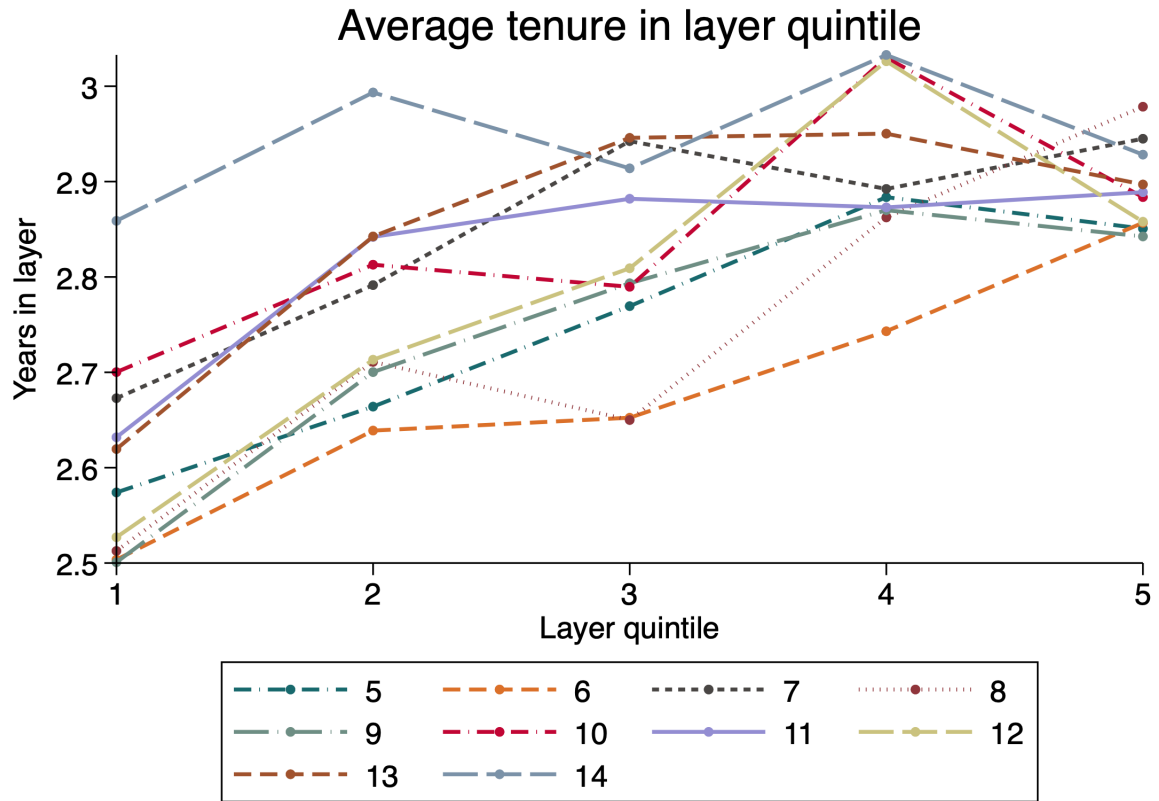 Average tenure in layer quintile
Years in layer
3
2.9
2.8
2.7
2.6
2.5
1 2 3 4 5
Layer quintile
5 6 7 8
9 10 11 12
13 14